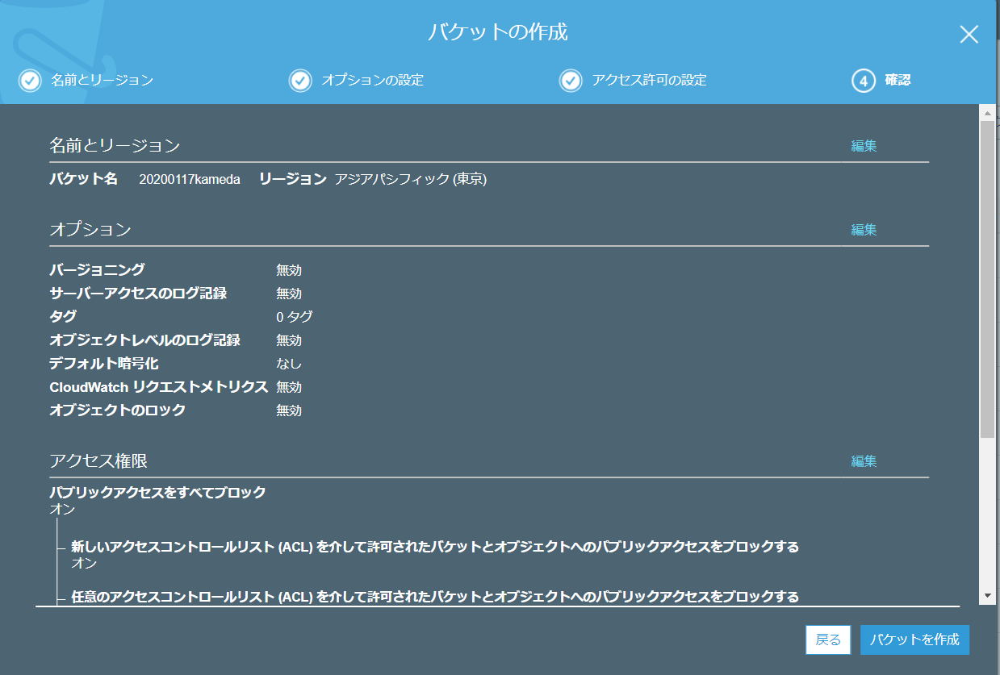 バケットの作成
名前とリージョン オプションの設定 アクセス許可の設定 4 確認
名前とリージョン 編集
バケット名 20200117kameda リージョン アジアパシフィック (東京)
オプション 編集
バージョニング 無効
サーバーアクセスのログ記録 無効
タグ 0 タグ
オブジェクトレベルのログ記録 無効
デフォルト暗号化 なし
CloudWatch リクエストメトリクス 無効
オブジェクトのロック 無効
アクセス権限 編集
パブリックアクセスをすべてブロック
オン
新しいアクセスコントロールリスト (ACL) を介して許可されたバケットとオブジェクトへのパブリックアクセスをブロックする
オン
任意のアクセスコントロールリスト (ACL) を介して許可されたバケットとオブジェクトへのパブリックアクセスをブロックする
戻る バケットを作成